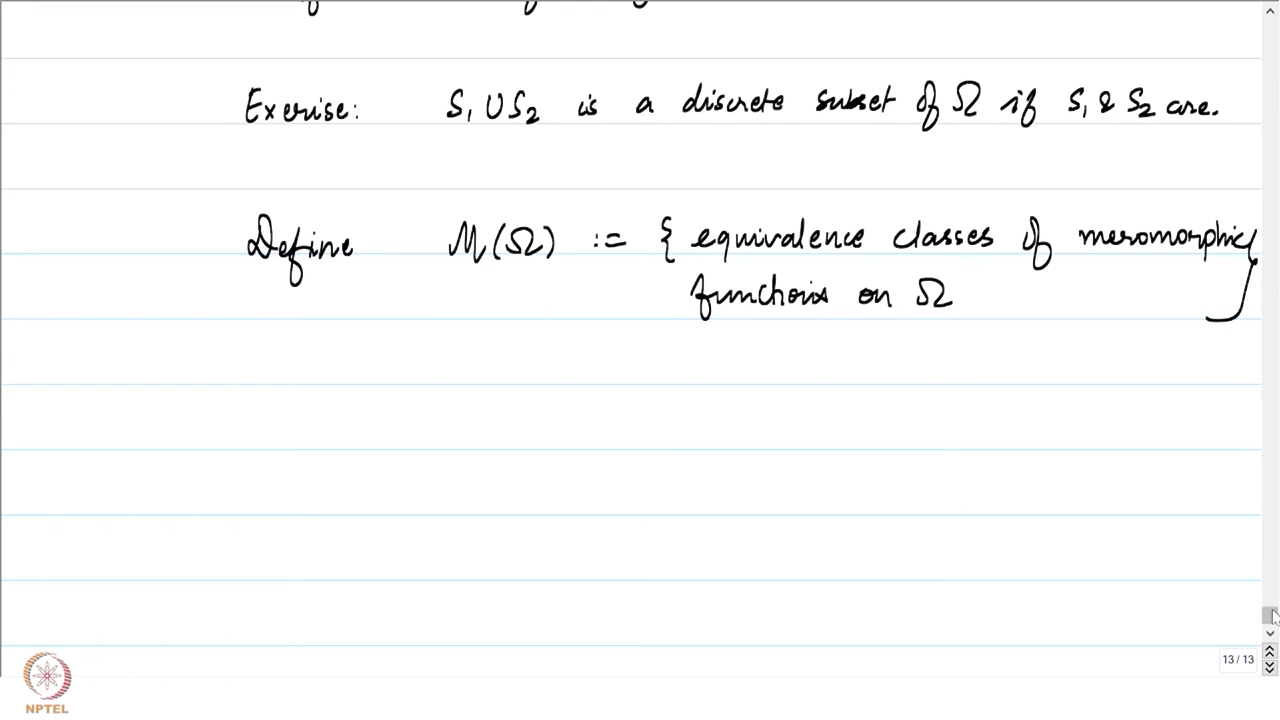 Exerise: S₁ ∪ S₂ is a discrete subset of Ω if S₁ & S₂ are.
Define M(Ω) := { equivalence classes of meromorphic
functions on Ω }
13 / 13
NPTEL